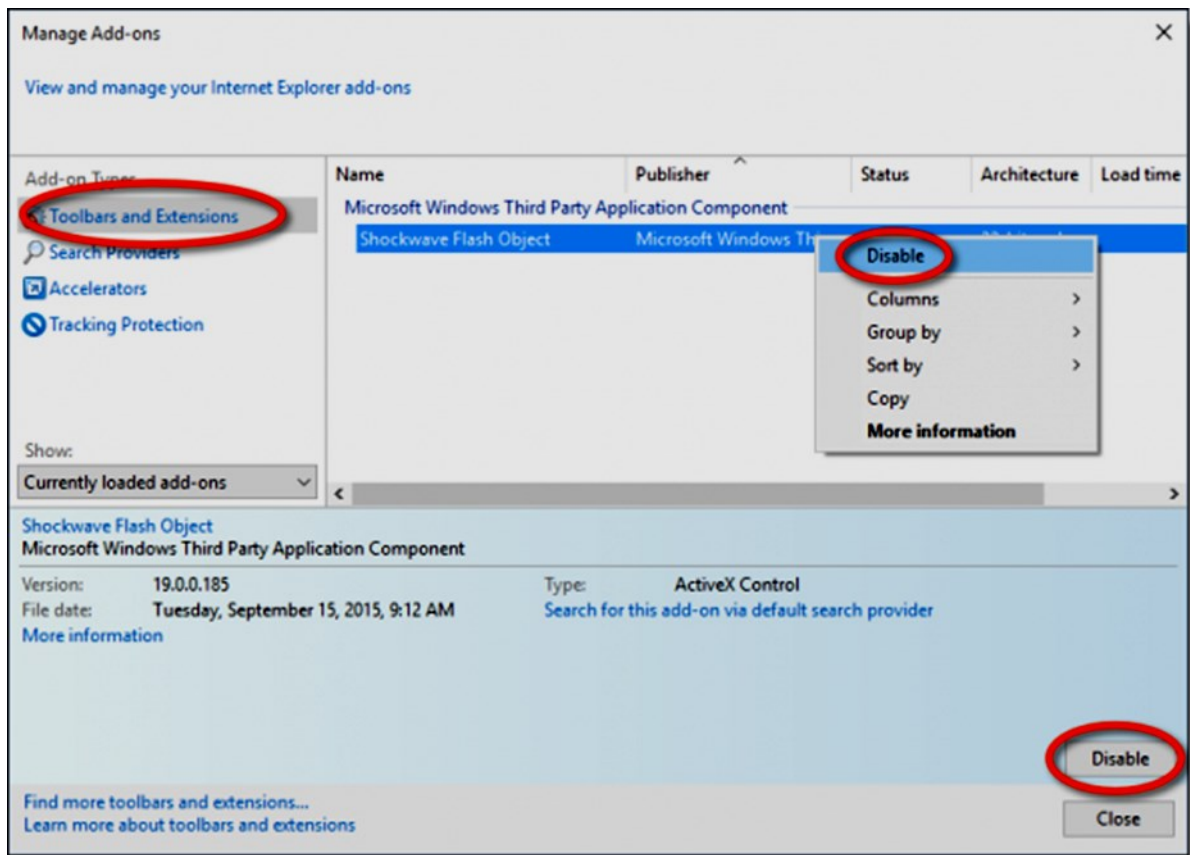 Manage Add-ons
View and manage your Internet Explorer add-ons
Add-on Types
Toolbars and Extensions
Search Providers
Accelerators
Tracking Protection
Show:
Currently loaded add-ons
Name Publisher Status Architecture Load time
Microsoft Windows Third Party Application Component
Shockwave Flash Object Microsoft Windows
Disable
Columns
Group by
Sort by
Copy
More information
Shockwave Flash Object
Microsoft Windows Third Party Application Component
Version: 19.0.0.185 Type: ActiveX Control
File date: Tuesday, September 15, 2015, 9:12 AM Search for this add-on via default search provider
More information
Disable
Find more toolbars and extensions...
Learn more about toolbars and extensions
Close